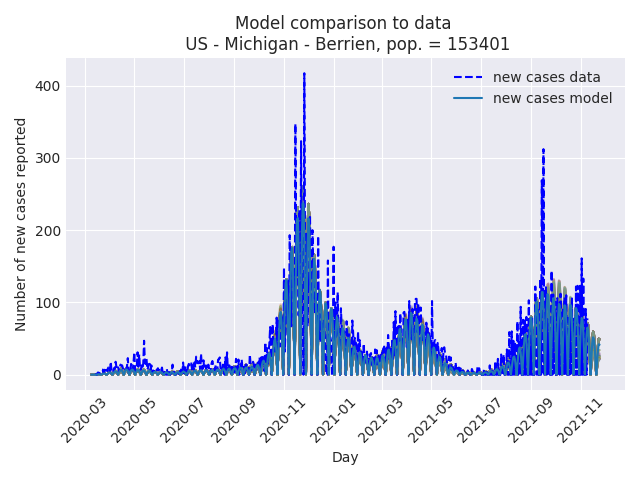 Model comparison to data
US - Michigan - Berrien, pop. = 153401
new cases data
new cases model
Number of new cases reported
400
300
200
100
0
2020-03
2020-05
2020-07
2020-09
2020-11
2021-01
2021-03
2021-05
2021-07
2021-09
2021-11
Day